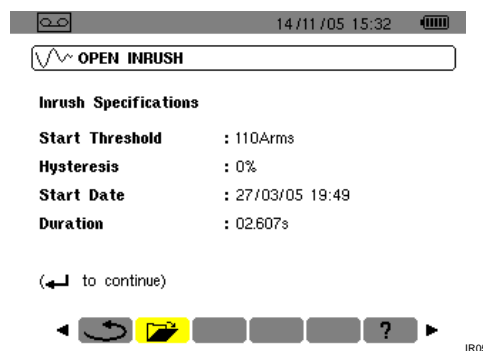 14/11/05 15:32
OPEN INRUSH
Inrush Specifications
Start Threshold : 110Arms
Hysteresis : 0%
Start Date : 27/03/05 19:49
Duration : 02.607s
(↵ to continue)
?